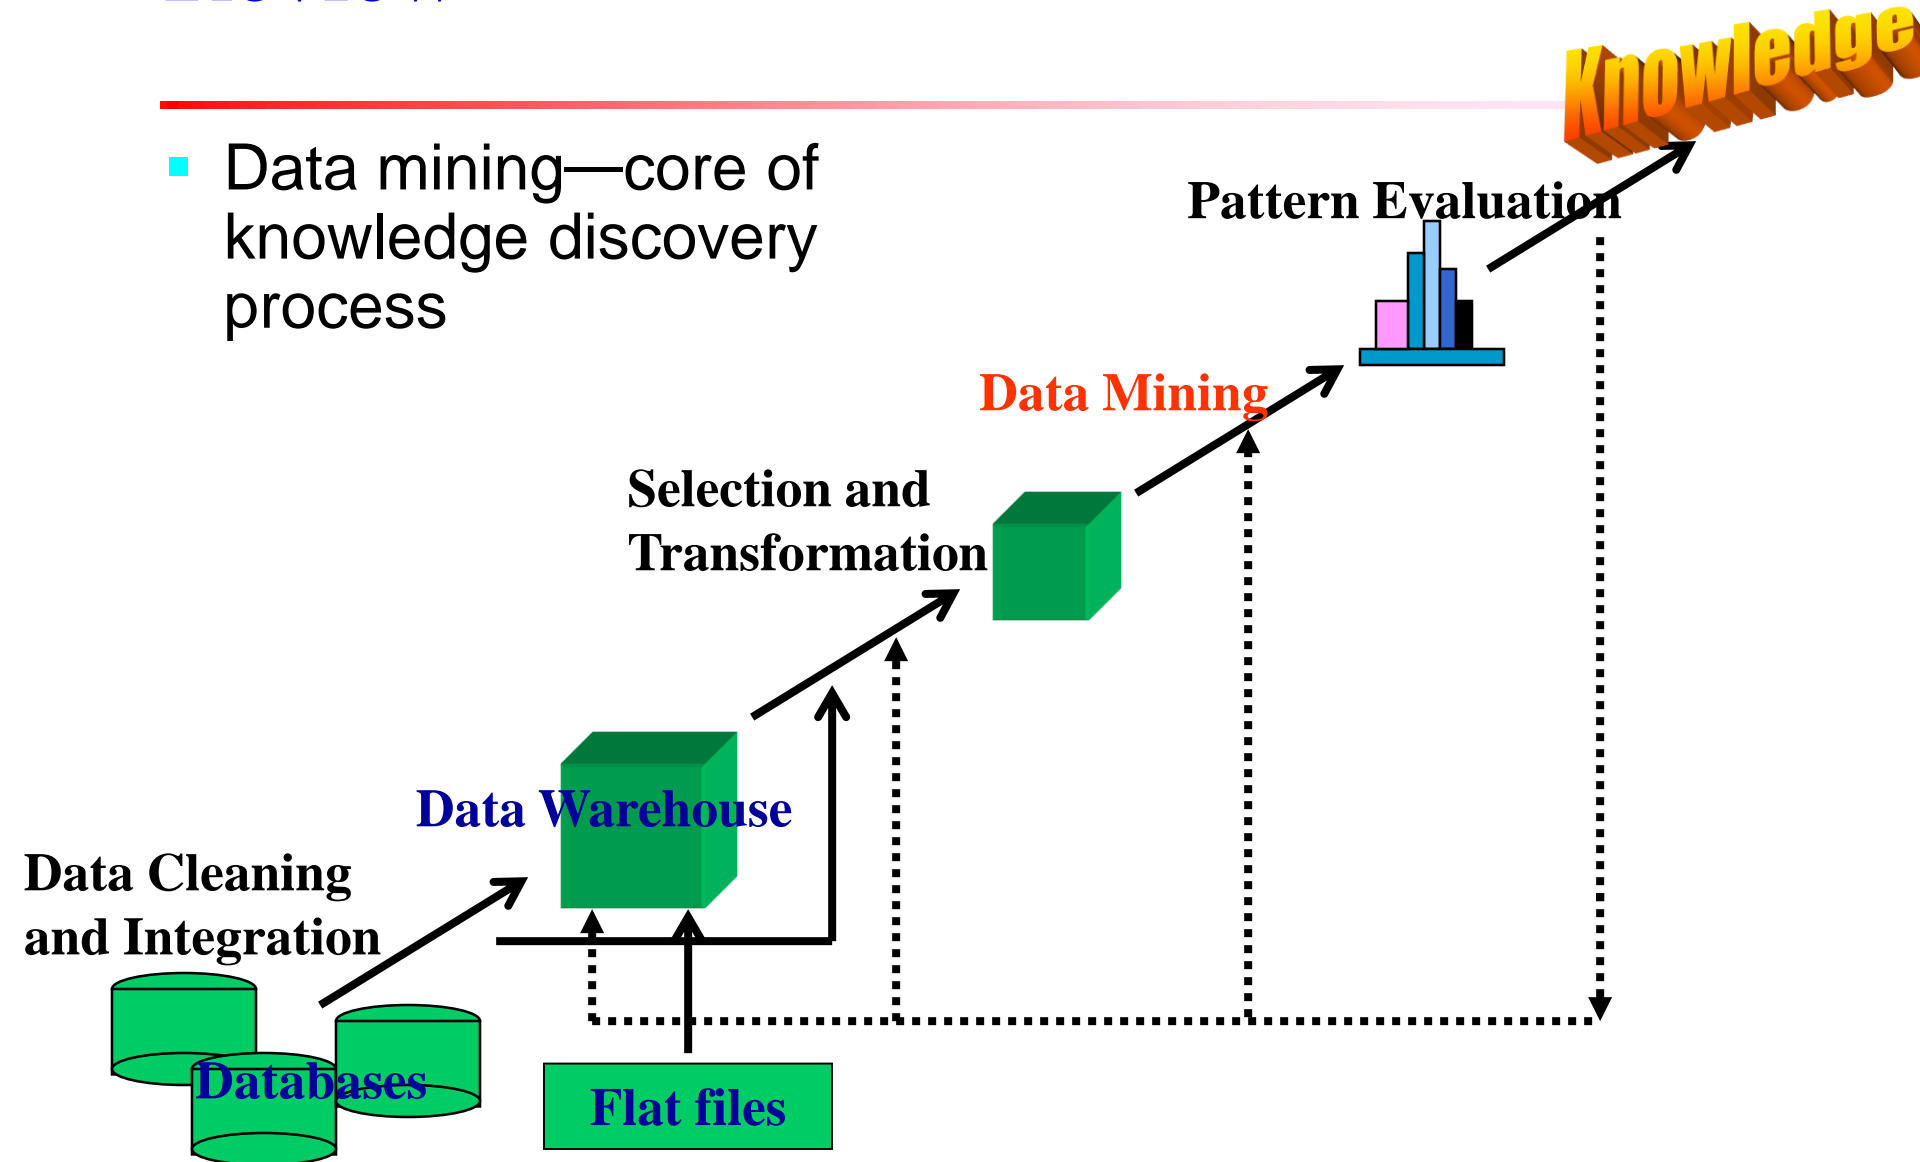 Knowledge
Data mining—core of
knowledge discovery
process
Pattern Evaluation
Data Mining
Selection and
Transformation
Data Warehouse
Data Cleaning
and Integration
Databases
Flat files